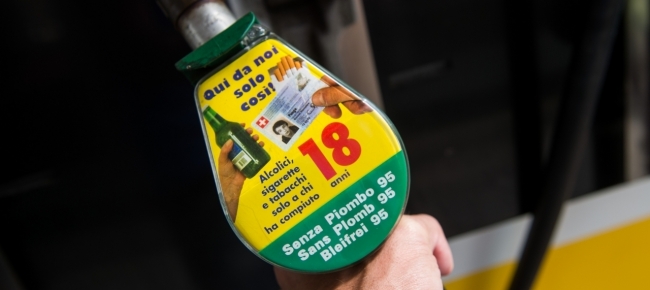 Qui da noi
solo
così!
18
Alcolici,
sigarette
e tabacchi
solo a chi
ha compiuto anni
Senza Piombo 95
Sans Plomb 95
Bleifrei 95